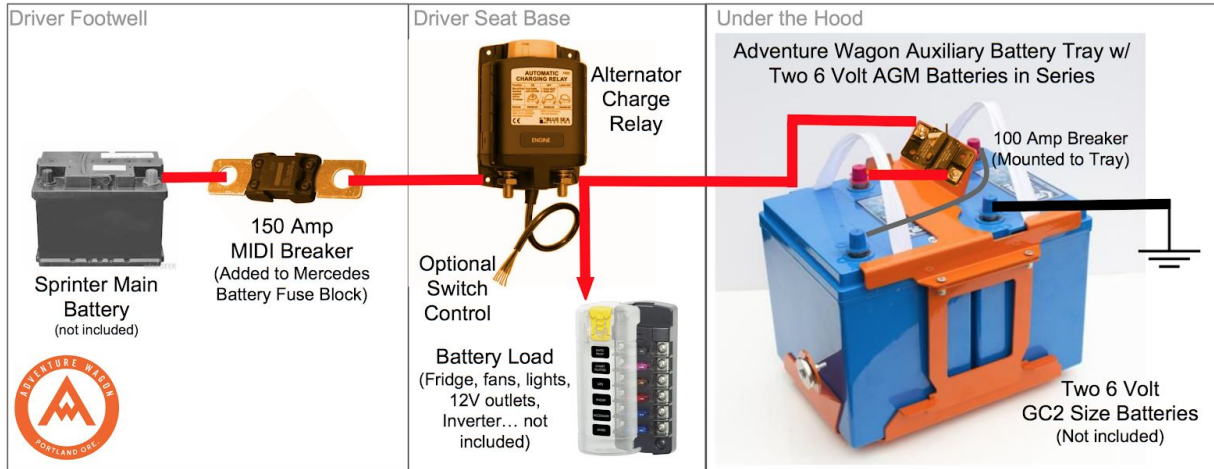 Driver Footwell
150 Amp
MIDI Breaker
(Added to Mercedes
Battery Fuse Block)
Sprinter Main
Battery
(not included)
ADVENTURE WAGON
PORTLAND ORE.
Driver Seat Base
AUTOMATIC
CHARGING RELAY
BLUE SEA
ENGINE
Alternator
Charge
Relay
Optional
Switch
Control
Battery Load
(Fridge, fans, lights,
12V outlets,
Inverter... not
included)
Under the Hood
Adventure Wagon Auxiliary Battery Tray w/
Two 6 Volt AGM Batteries in Series
100 Amp Breaker
(Mounted to Tray)
Two 6 Volt
GC2 Size Batteries
(Not included)